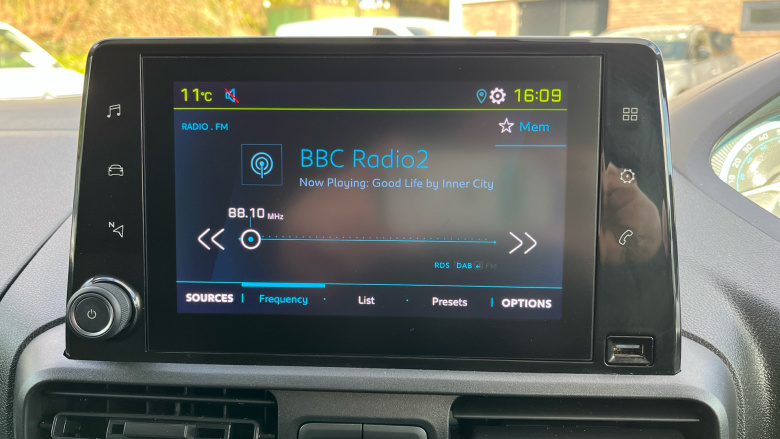 11°C 16:09
RADIO . FM Mem
BBC Radio2
Now Playing: Good Life by Inner City
88.10 MHz
RDS DAB FM
SOURCES Frequency List Presets OPTIONS
N